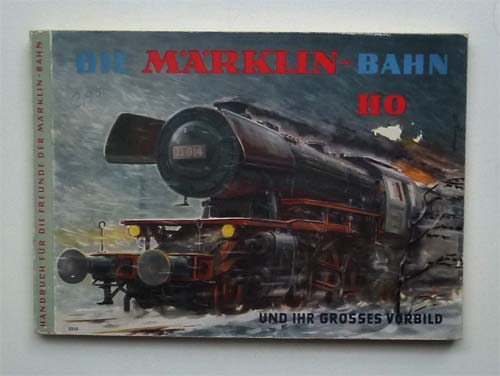 DIE MÄRKLIN-BAHN
HO
UND IHR GROSSES VORBILD
HANDBUCH FÜR DIE FREUNDE DER MÄRKLIN-BAHN